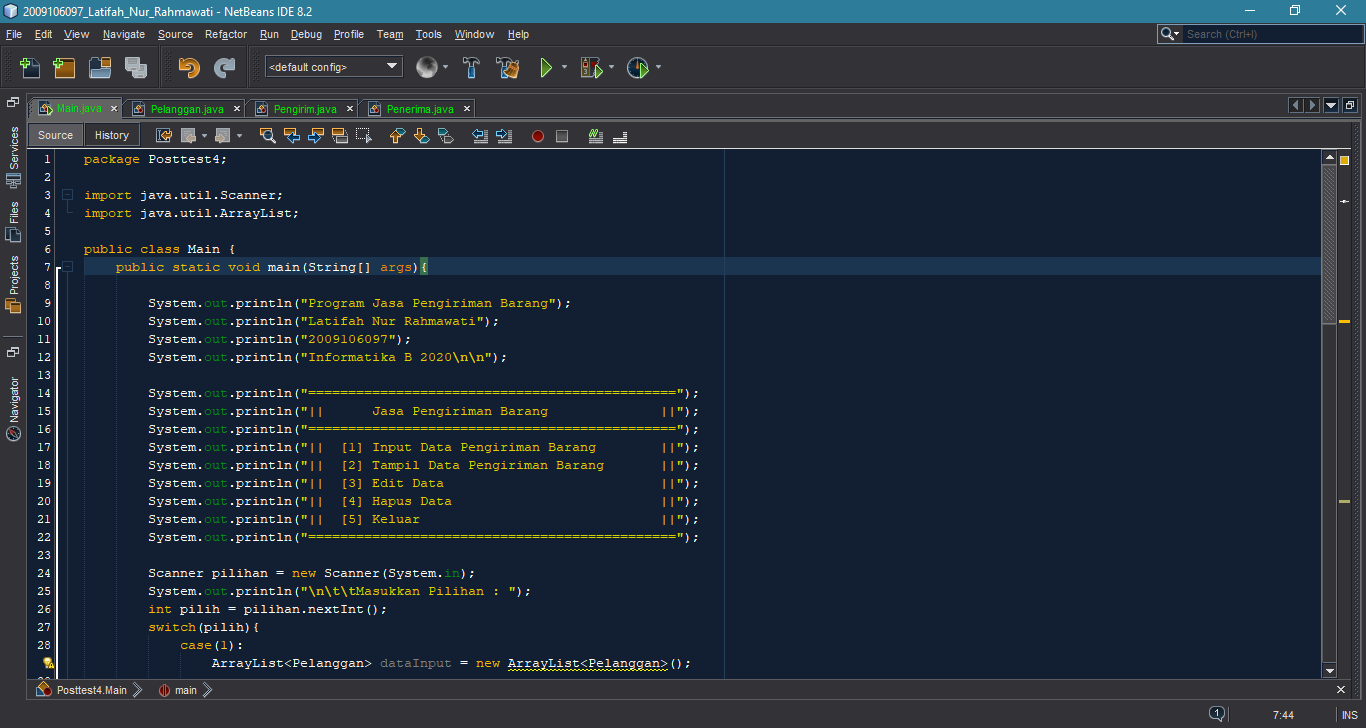 2009106097_Latifah_Nur_Rahmawati - NetBeans IDE 8.2
File Edit View Navigate Source Refactor Run Debug Profile Team Tools Window Help
Search (Ctrl+I)
<default config>
Main.java Pelanggan.java Pengirim.java Penerima.java
Source History
Services
Files
Projects
Navigator
1 package Posttest4;
2
3 import java.util.Scanner;
4 import java.util.ArrayList;
5
6 public class Main {
7 public static void main(String[] args){
8
9 System.out.println("Program Jasa Pengiriman Barang");
10 System.out.println("Latifah Nur Rahmawati");
11 System.out.println("2009106097");
12 System.out.println("Informatika B 2020\n\n");
13
14 System.out.println("==============================================");
15 System.out.println("|| Jasa Pengiriman Barang ||");
16 System.out.println("==============================================");
17 System.out.println("|| [1] Input Data Pengiriman Barang ||");
18 System.out.println("|| [2] Tampil Data Pengiriman Barang ||");
19 System.out.println("|| [3] Edit Data ||");
20 System.out.println("|| [4] Hapus Data ||");
21 System.out.println("|| [5] Keluar ||");
22 System.out.println("==============================================");
23
24 Scanner pilihan = new Scanner(System.in);
25 System.out.println("\n\t\tMasukkan Pilihan : ");
26 int pilih = pilihan.nextInt();
27 switch(pilih){
28 case(1):
ArrayList<Pelanggan> dataInput = new ArrayList<Pelanggan>();
Posttest4.Main main
1 7:44 INS